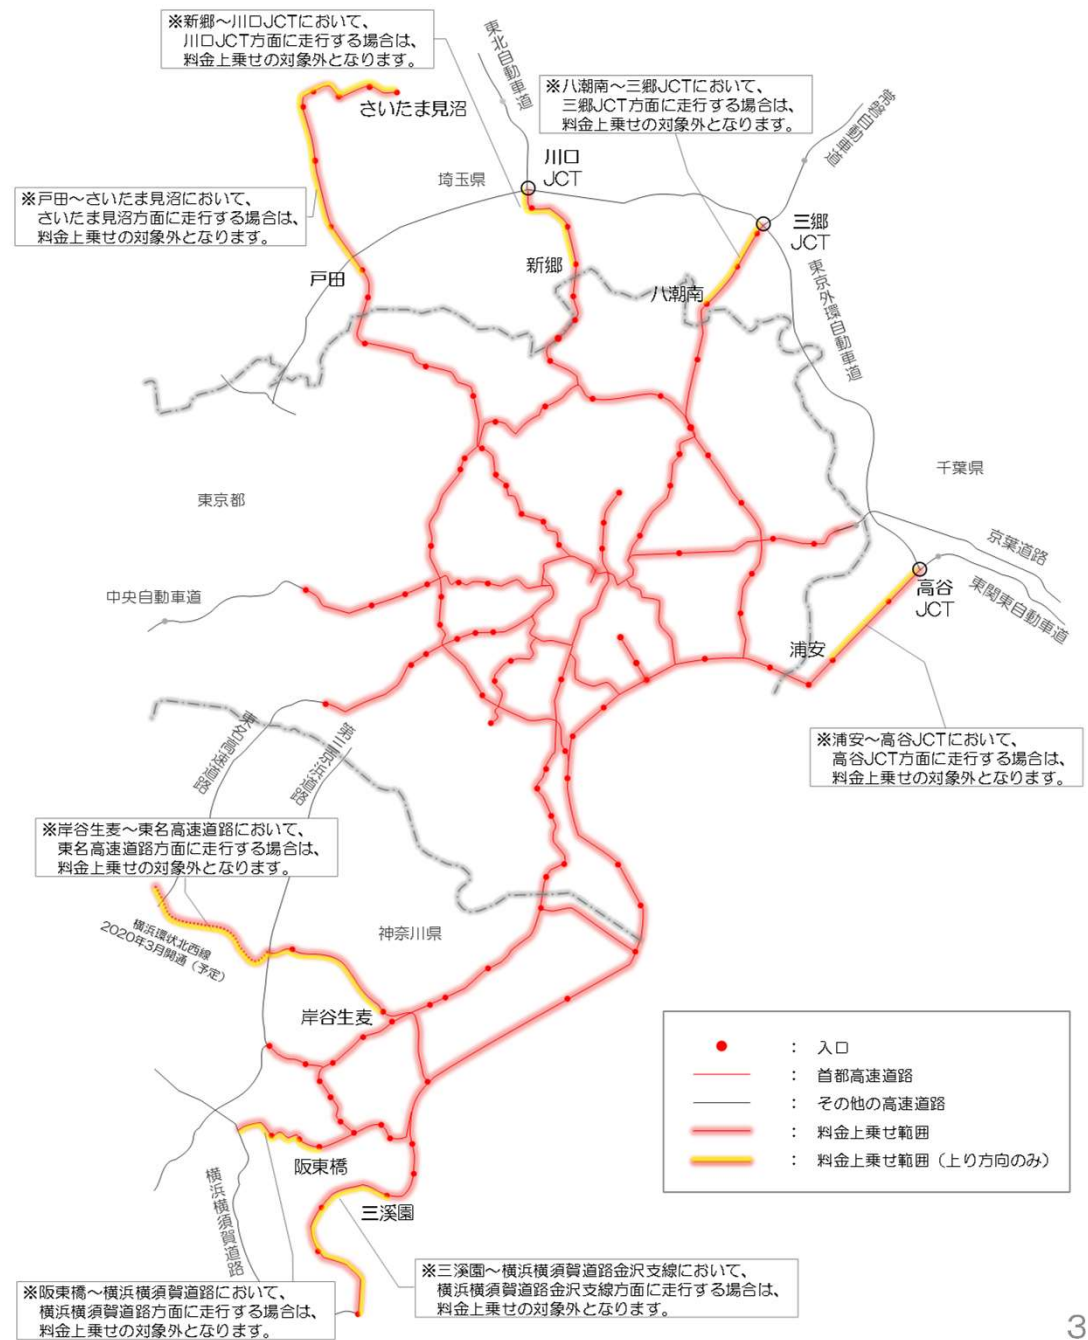 ※新郷～川口JCTにおいて、
川口JCT方面に走行する場合は、
料金上乗せの対象外となります。
東北自動車道
※八潮南～三郷JCTにおいて、
三郷JCT方面に走行する場合は、
料金上乗せの対象外となります。
常磐自動車道
さいたま見沼
川口
JCT
埼玉県
※戸田～さいたま見沼において、
さいたま見沼方面に走行する場合は、
料金上乗せの対象外となります。
三郷
JCT
新郷
戸田
八潮南
東京外環自動車道
千葉県
東京都
京葉道路
高谷
JCT
東関東自動車道
中央自動車道
浦安
東名高速道路
第三京浜道路
※浦安～高谷JCTにおいて、
高谷JCT方面に走行する場合は、
料金上乗せの対象外となります。
※岸谷生麦～東名高速道路において、
東名高速道路方面に走行する場合は、
料金上乗せの対象外となります。
横浜環状北西線
2020年3月開通（予定）
神奈川県
岸谷生麦
： 入口
： 首都高速道路
： その他の高速道路
： 料金上乗せ範囲
： 料金上乗せ範囲（上り方向のみ）
阪東橋
横浜横須賀道路
三溪園
※三溪園～横浜横須賀道路金沢支線において、
横浜横須賀道路金沢支線方面に走行する場合は、
料金上乗せの対象外となります。
※阪東橋～横浜横須賀道路において、
横浜横須賀道路方面に走行する場合は、
料金上乗せの対象外となります。
3